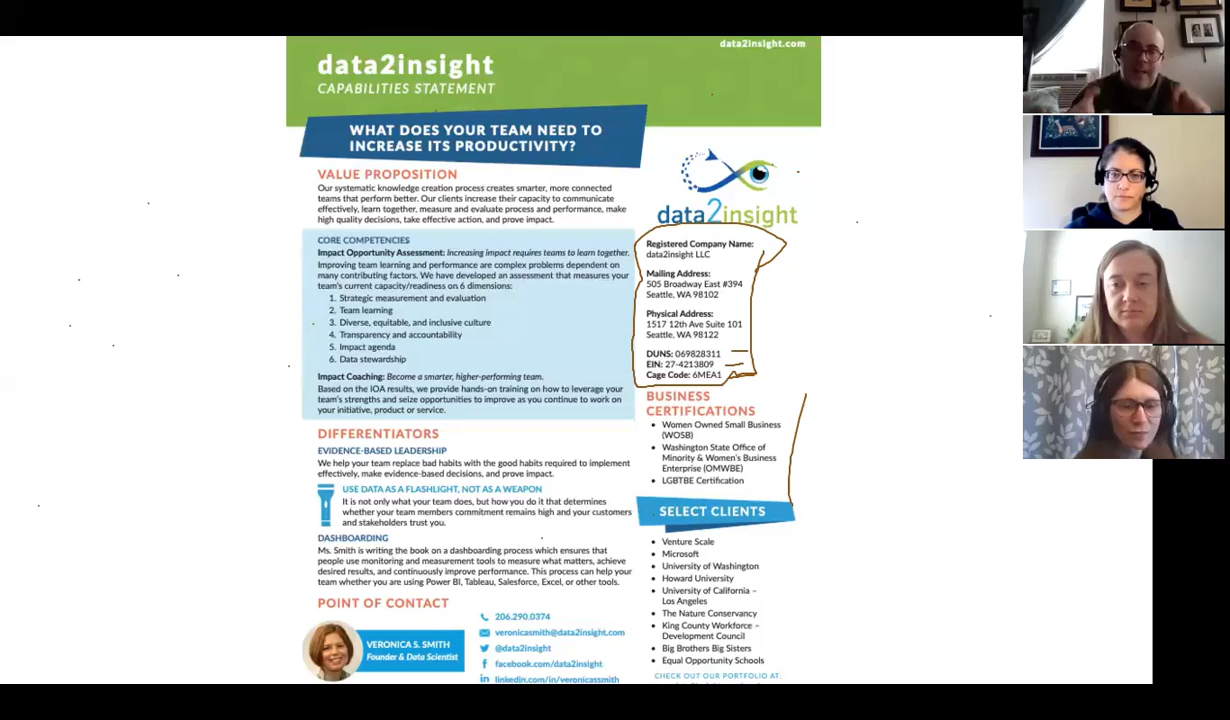 data2insight.com
data2insight
CAPABILITIES STATEMENT
WHAT DOES YOUR TEAM NEED TO
INCREASE ITS PRODUCTIVITY?
VALUE PROPOSITION
Our systematic knowledge creation process creates smarter, more connected
teams that perform better. Our clients increase their capacity to communicate
effectively, learn together, measure and evaluate process and performance, make
high quality decisions, take effective action, and prove impact.
CORE COMPETENCIES
Impact Opportunity Assessment: Increasing impact requires teams to learn together.
Improving team learning and performance are complex problems dependent on
many contributing factors. We have developed an assessment that measures your
team's current capacity/readiness on 6 dimensions:
1. Strategic measurement and evaluation
2. Team learning
3. Diverse, equitable, and inclusive culture
4. Transparency and accountability
5. Impact agenda
6. Data stewardship
Impact Coaching: Become a smarter, higher-performing team.
Based on the IOA results, we provide hands-on training on how to leverage your
team's strengths and seize opportunities to improve as you continue to work on
your initiative, product or service.
DIFFERENTIATORS
EVIDENCE-BASED LEADERSHIP
We help your team replace bad habits with the good habits required to implement
effectively, make evidence-based decisions, and prove impact.
USE DATA AS A FLASHLIGHT, NOT AS A WEAPON
It is not only what your team does, but how you do it that determines
whether your team members commitment remains high and your customers
and stakeholders trust you.
DASHBOARDING
Ms. Smith is writing the book on a dashboarding process which ensures that
people use monitoring and measurement tools to measure what matters, achieve
desired results, and continuously improve performance. This process can help your
team whether you are using Power BI, Tableau, Salesforce, Excel, or other tools.
POINT OF CONTACT
VERONICA S. SMITH
Founder & Data Scientist
206.290.0374
veronicasmith@data2insight.com
@data2insight
facebook.com/data2insight
linkedin.com/in/veronicassmith
data2insight
Registered Company Name:
data2insight LLC
Mailing Address:
505 Broadway East #394
Seattle, WA 98102
Physical Address:
1517 12th Ave Suite 101
Seattle, WA 98122
DUNS: 069828311
EIN: 27-4213809
Cage Code: 6MEA1
BUSINESS
CERTIFICATIONS
• Women Owned Small Business
(WOSB)
• Washington State Office of
Minority & Women's Business
Enterprise (OMWBE)
• LGBTBE Certification
SELECT CLIENTS
• Venture Scale
• Microsoft
• University of Washington
• Howard University
• University of California –
Los Angeles
• The Nature Conservancy
• King County Workforce –
Development Council
• Big Brothers Big Sisters
• Equal Opportunity Schools
CHECK OUT OUR PORTFOLIO AT: